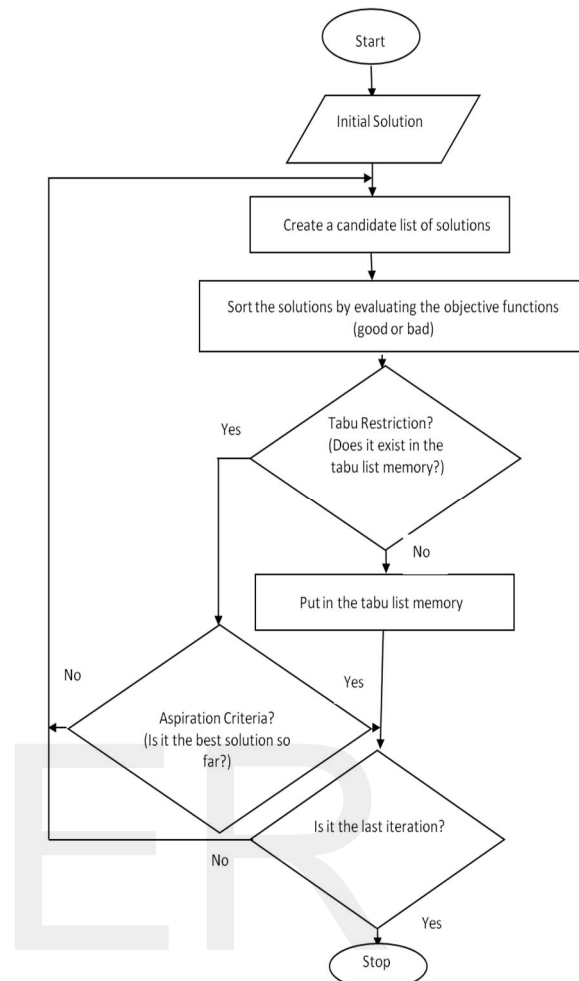 Start
Initial Solution
Create a candidate list of solutions
Sort the solutions by evaluating the objective functions
(good or bad)
Tabu Restriction?
(Does it exist in the
tabu list memory?)
Yes
No
Put in the tabu list memory
No
Yes
Aspiration Criteria?
(Is it the best solution so
far?)
Is it the last iteration?
No
Yes
Stop
ER